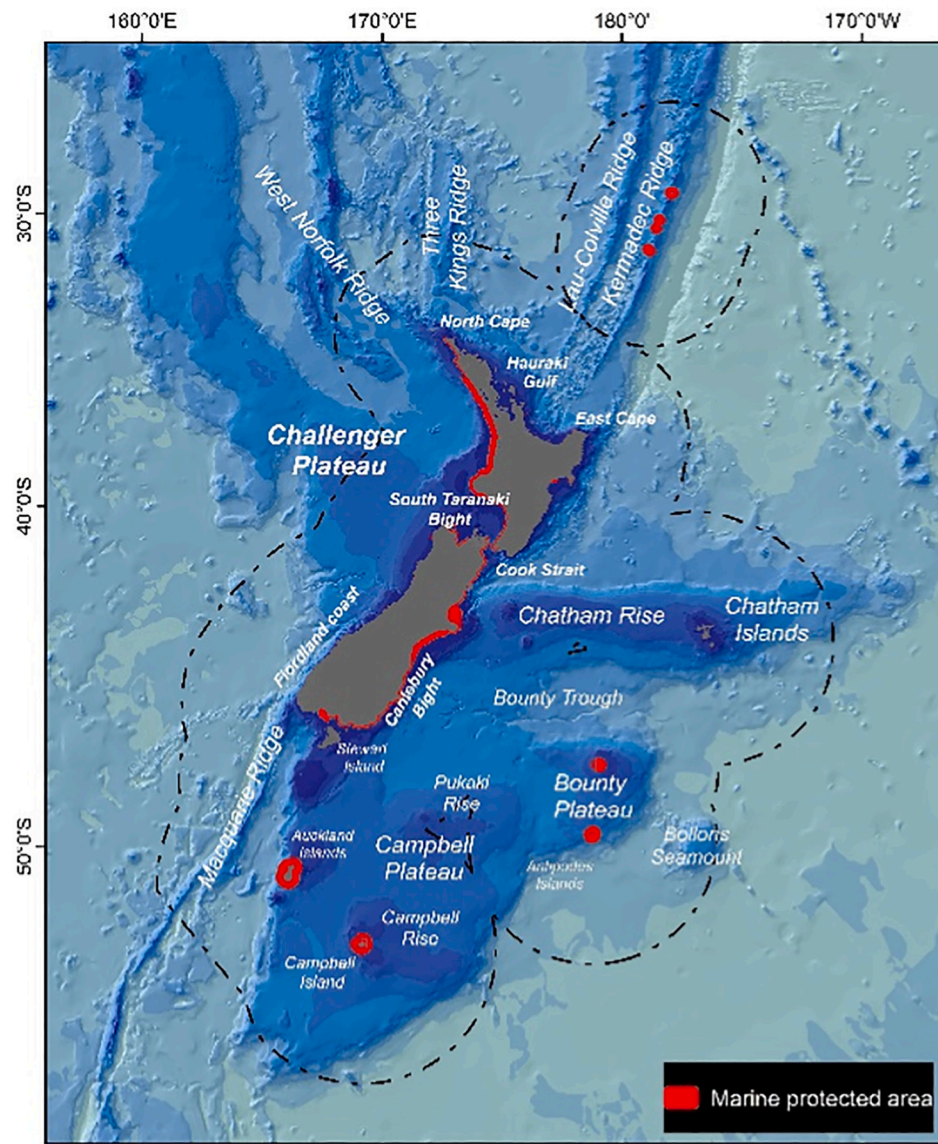 160°0'E
170°0'E
180°0'
170°0'W
30°S
40°0'S
50°0'S
West Norfolk Ridge
Three
Kings Ridge
Lau-Colville Ridge
Kermadec Ridge
North Cape
Hauraki
Gulf
East Cape
Challenger
Plateau
South Taranaki
Bight
Cook Strait
Chatham Rise
Chatham
Islands
Fiordland coast
Canterbury
Bight
Bounty Trough
Macquarie Ridge
Stewart
Island
Pukaki
Rise
Bounty
Plateau
Auckland
Islands
Campbell
Plateau
Antipodes
Islands
Bollons
Seamount
Campbell
Rise
Campbell
Island
Marine protected area